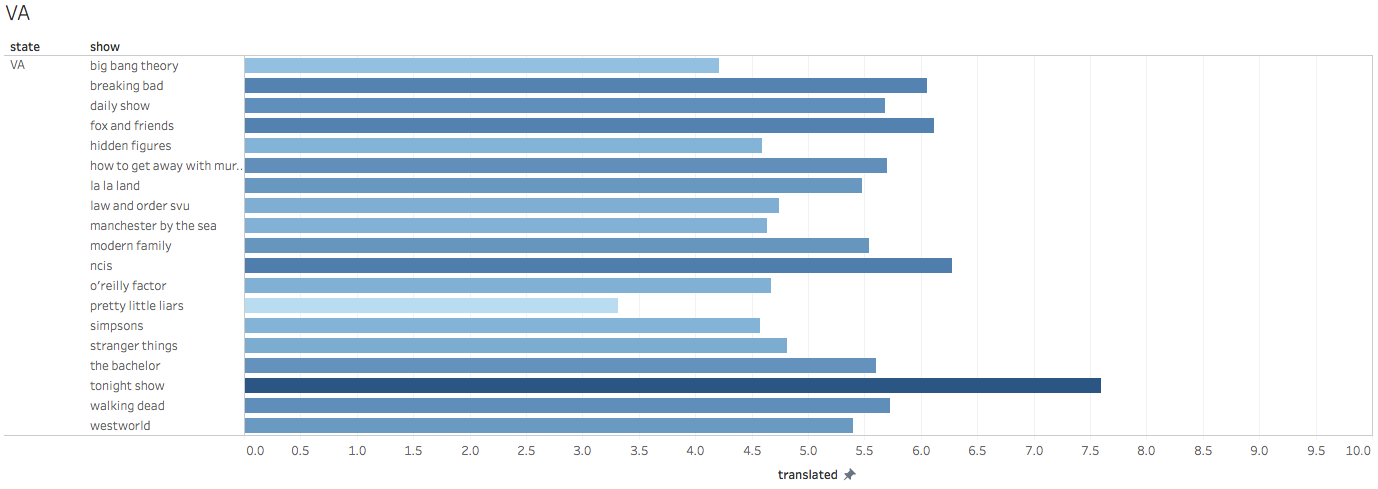 VA
state show
VA big bang theory
breaking bad
daily show
fox and friends
hidden figures
how to get away with mur..
la la land
law and order svu
manchester by the sea
modern family
ncis
o'reilly factor
pretty little liars
simpsons
stranger things
the bachelor
tonight show
walking dead
westworld
0.0 0.5 1.0 1.5 2.0 2.5 3.0 3.5 4.0 4.5 5.0 5.5 6.0 6.5 7.0 7.5 8.0 8.5 9.0 9.5 10.0
translated